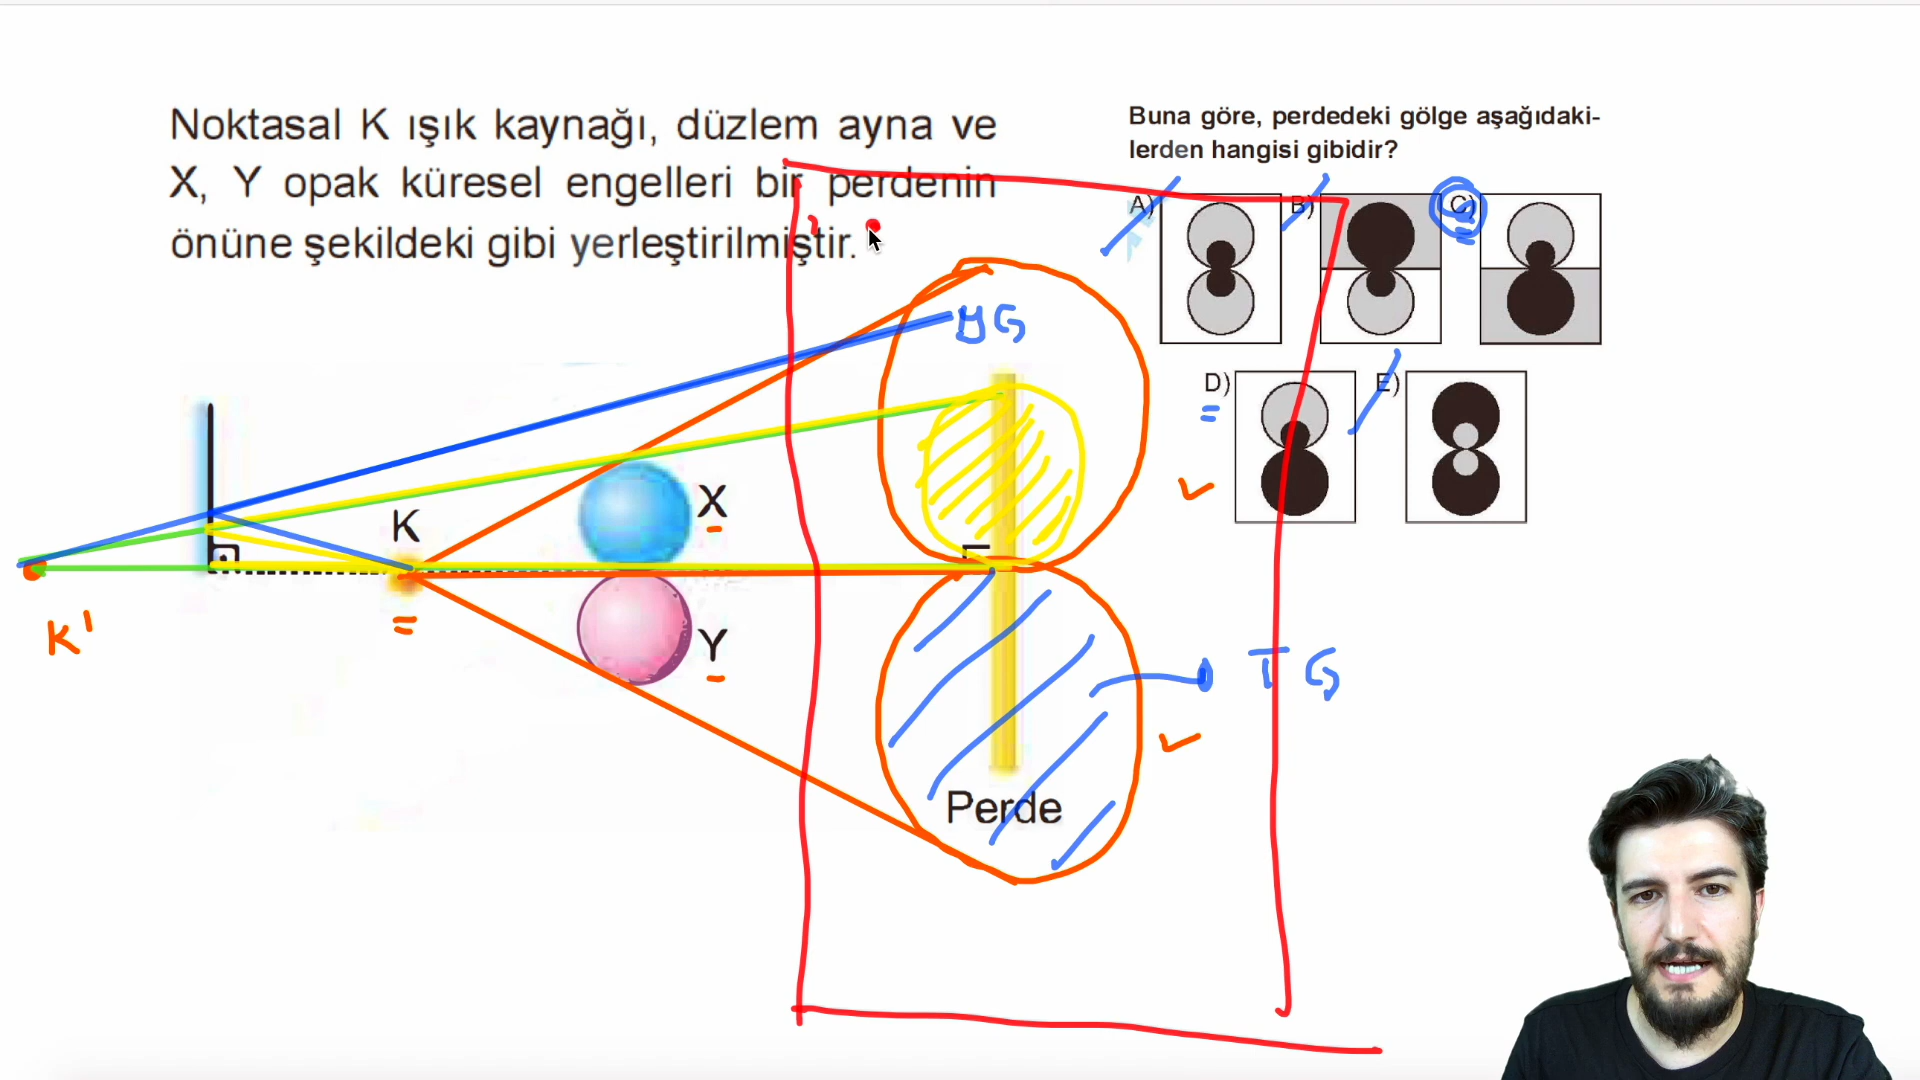 Noktasal K ışık kaynağı, düzlem ayna ve
X, Y opak küresel engelleri bir perdenin
önüne şekildeki gibi yerleştirilmiştir.
Buna göre, perdedeki gölge aşağıdaki-
lerden hangisi gibidir?
A)
B)
C)
D)
E)
YG
K
X
K'
Y
TG
Perde